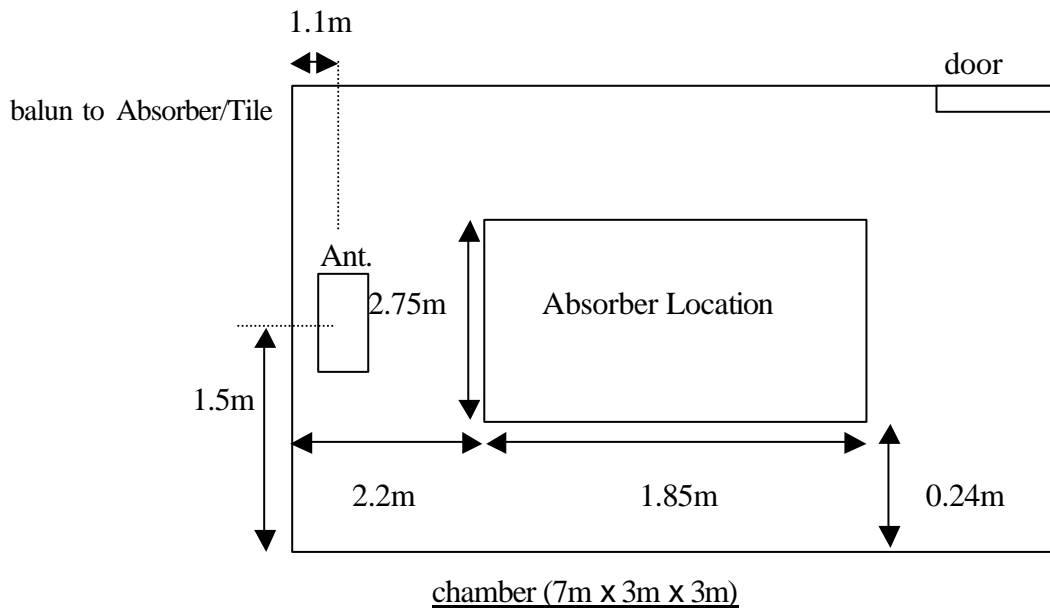 1.1m
door
balun to Absorber/Tile
Ant.
2.75m
Absorber Location
1.5m
2.2m
1.85m
0.24m
chamber (7m x 3m x 3m)